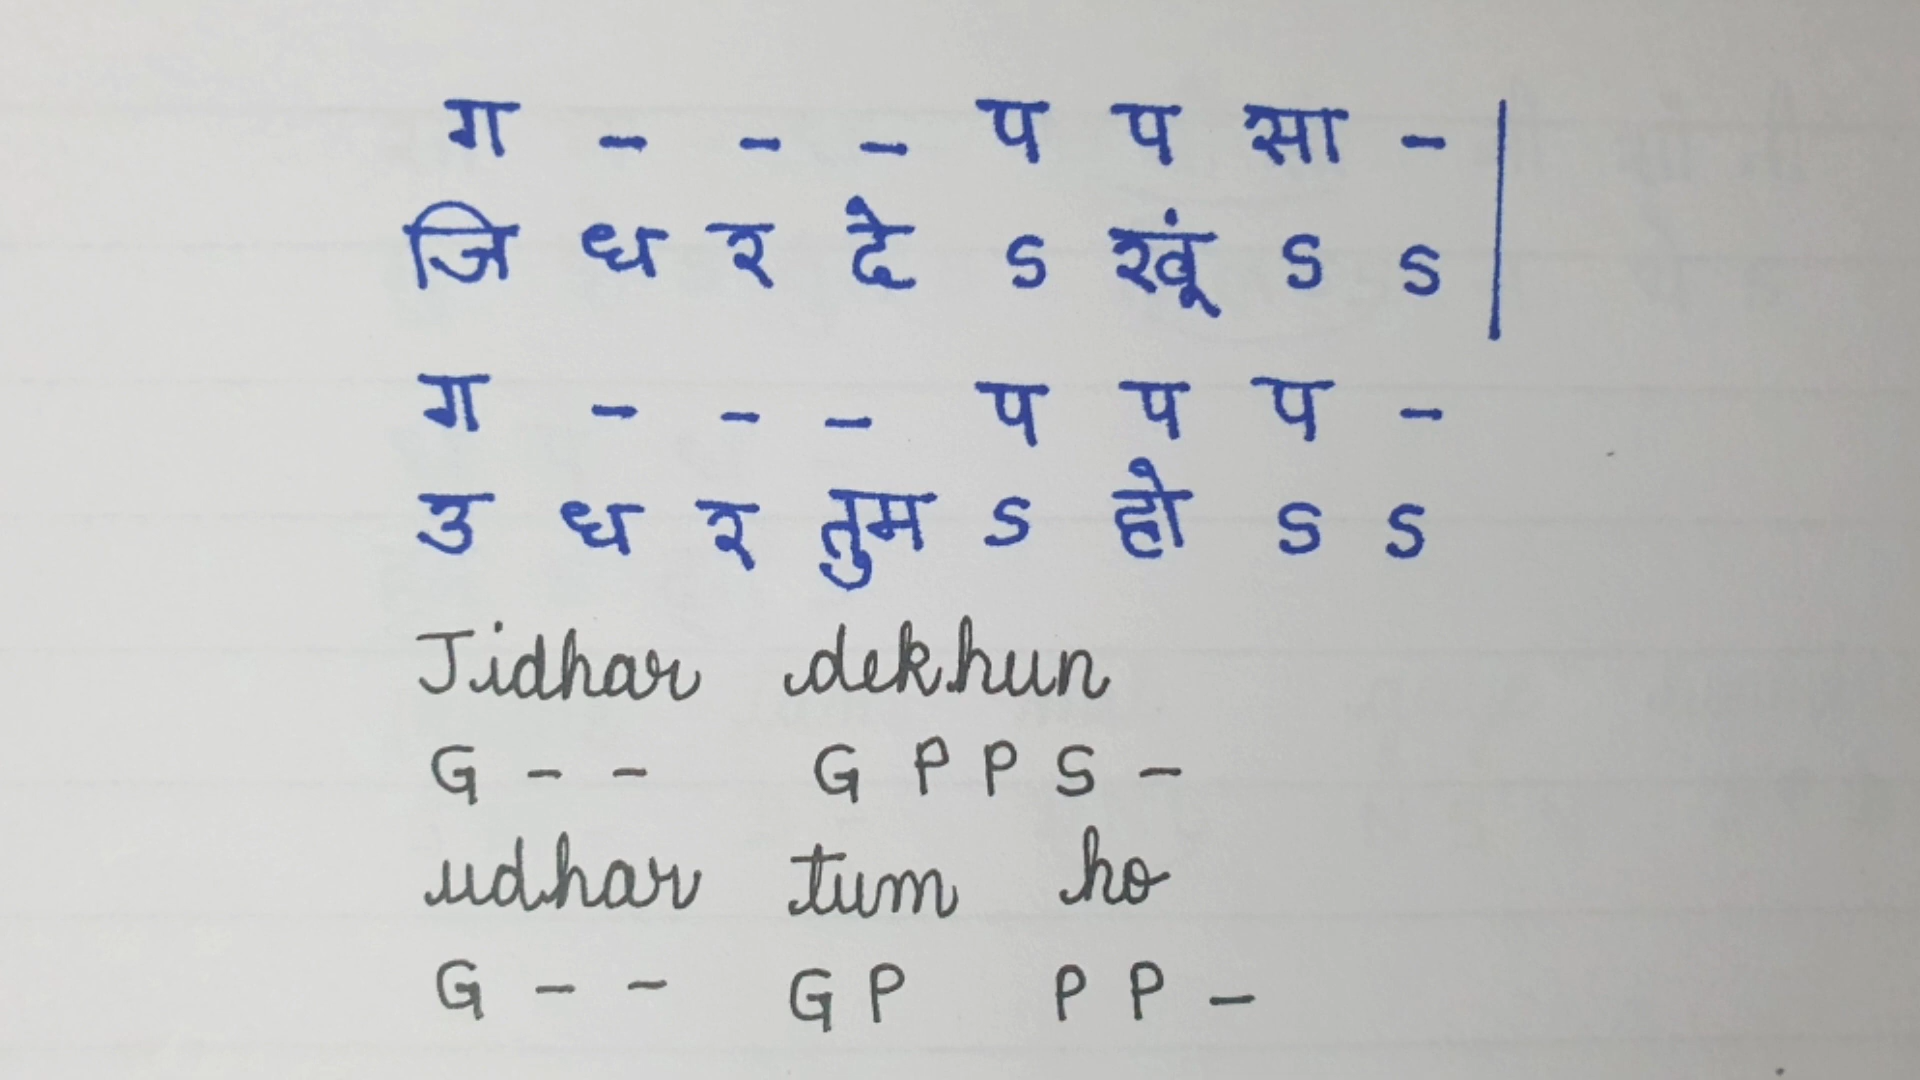 ग - - - प प सा - |
जि ध र दे ऽ खूं ऽ ऽ |
ग - - - प प प -
उ ध र तुम ऽ हो ऽ ऽ
Jidhar dekhun
G - - G P P S -
udhar tum ho
G - - G P P P -